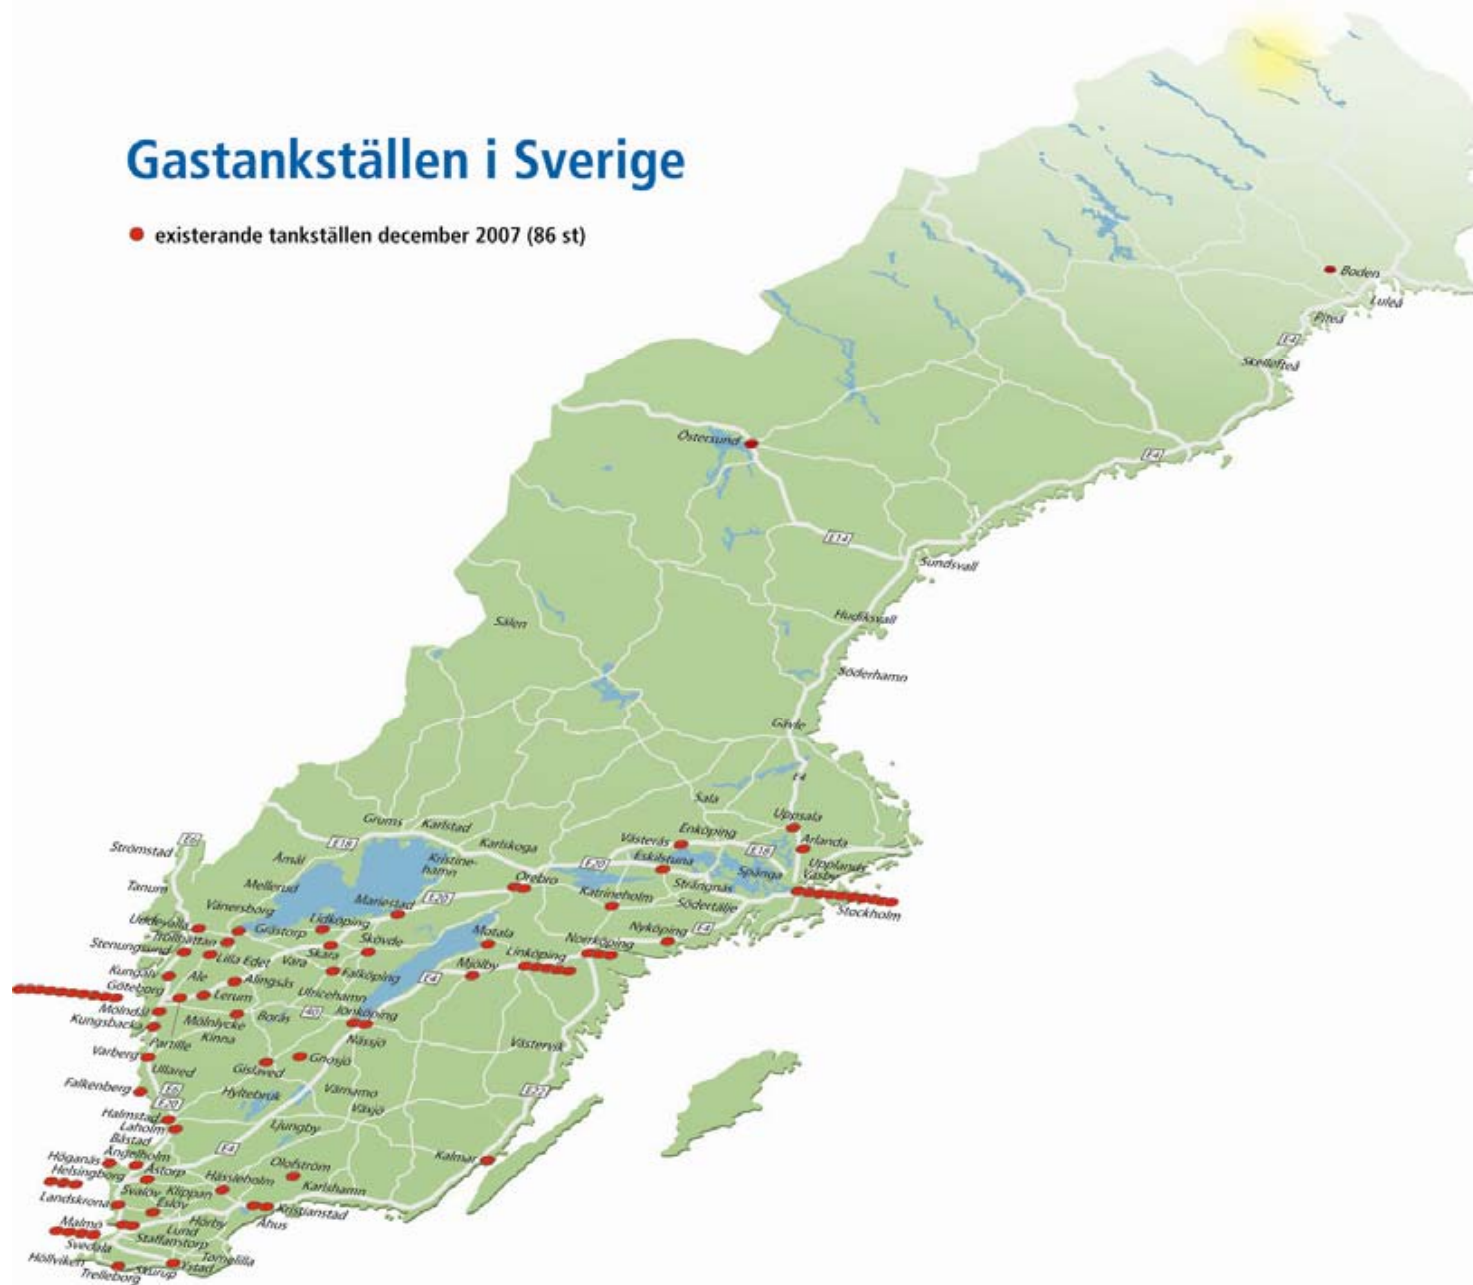 Gastankställen i Sverige
existerande tankställen december 2007 (86 st)
Boden
Luleå
Piteå
E4
Skellefteå
Östersund
E4
E14
Sundsvall
Hudiksvall
Sälen
Söderhamn
Gävle
E4
Sala
Uppsala
Grums
Karlstad
Enköping
Västerås
Arlanda
E6
E18
Karlskoga
E18
Strömstad
Åmål
Kristine-
hamn
E20
Eskilstuna
Upplands
Väsby
Spånga
Tanum
Mellerud
Örebro
Strängnäs
Mariestad
E20
Katrineholm
Södertälje
Stockholm
Vänersborg
Uddevalla
Lidköping
Grästorp
Trollhättan
Skövde
Motala
Norrköping
Nyköping
E4
Stenungsund
Lilla Edet
Vara
Skara
Linköping
Mjölby
Kungälv
Ale
Alingsås
Falköping
E4
Göteborg
Lerum
Ulricehamn
Mölndal
Mölnlycke
Borås
40
Jönköping
Kungsbacka
Kinna
Partille
Nässjö
Västervik
Varberg
Ullared
Gislaved
Gnosjö
Falkenberg
E6
E20
Hyltebruk
Värnamo
E22
Växjö
Halmstad
Laholm
Ljungby
Båstad
E4
Kalmar
Höganäs
Ängelholm
Helsingborg
Åstorp
Olofström
Hässleholm
Karlshamn
Svalöv
Klippan
Landskrona
Eslöv
Kristianstad
Hörby
Åhus
Malmö
Lund
Staffanstorp
Svedala
Tomelilla
Höllviken
Skurup
Ystad
Trelleborg